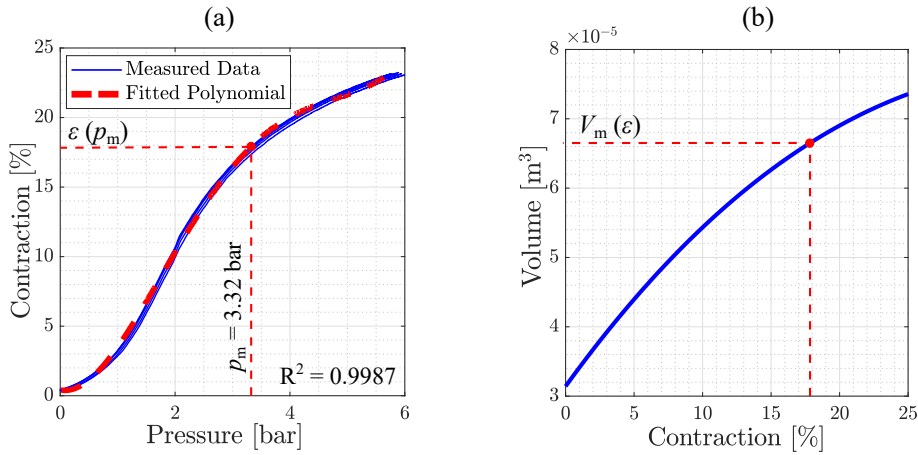 (a)
25
20
15
10
5
0
Contraction [%]
Measured Data
Fitted Polynomial
ε (pₘ)
pₘ = 3.32 bar
R² = 0.9987
0
2
4
6
Pressure [bar]
(b)
×10⁻⁵
8
7
6
5
4
3
Volume [m³]
Vₘ (ε)
0
5
10
15
20
25
Contraction [%]